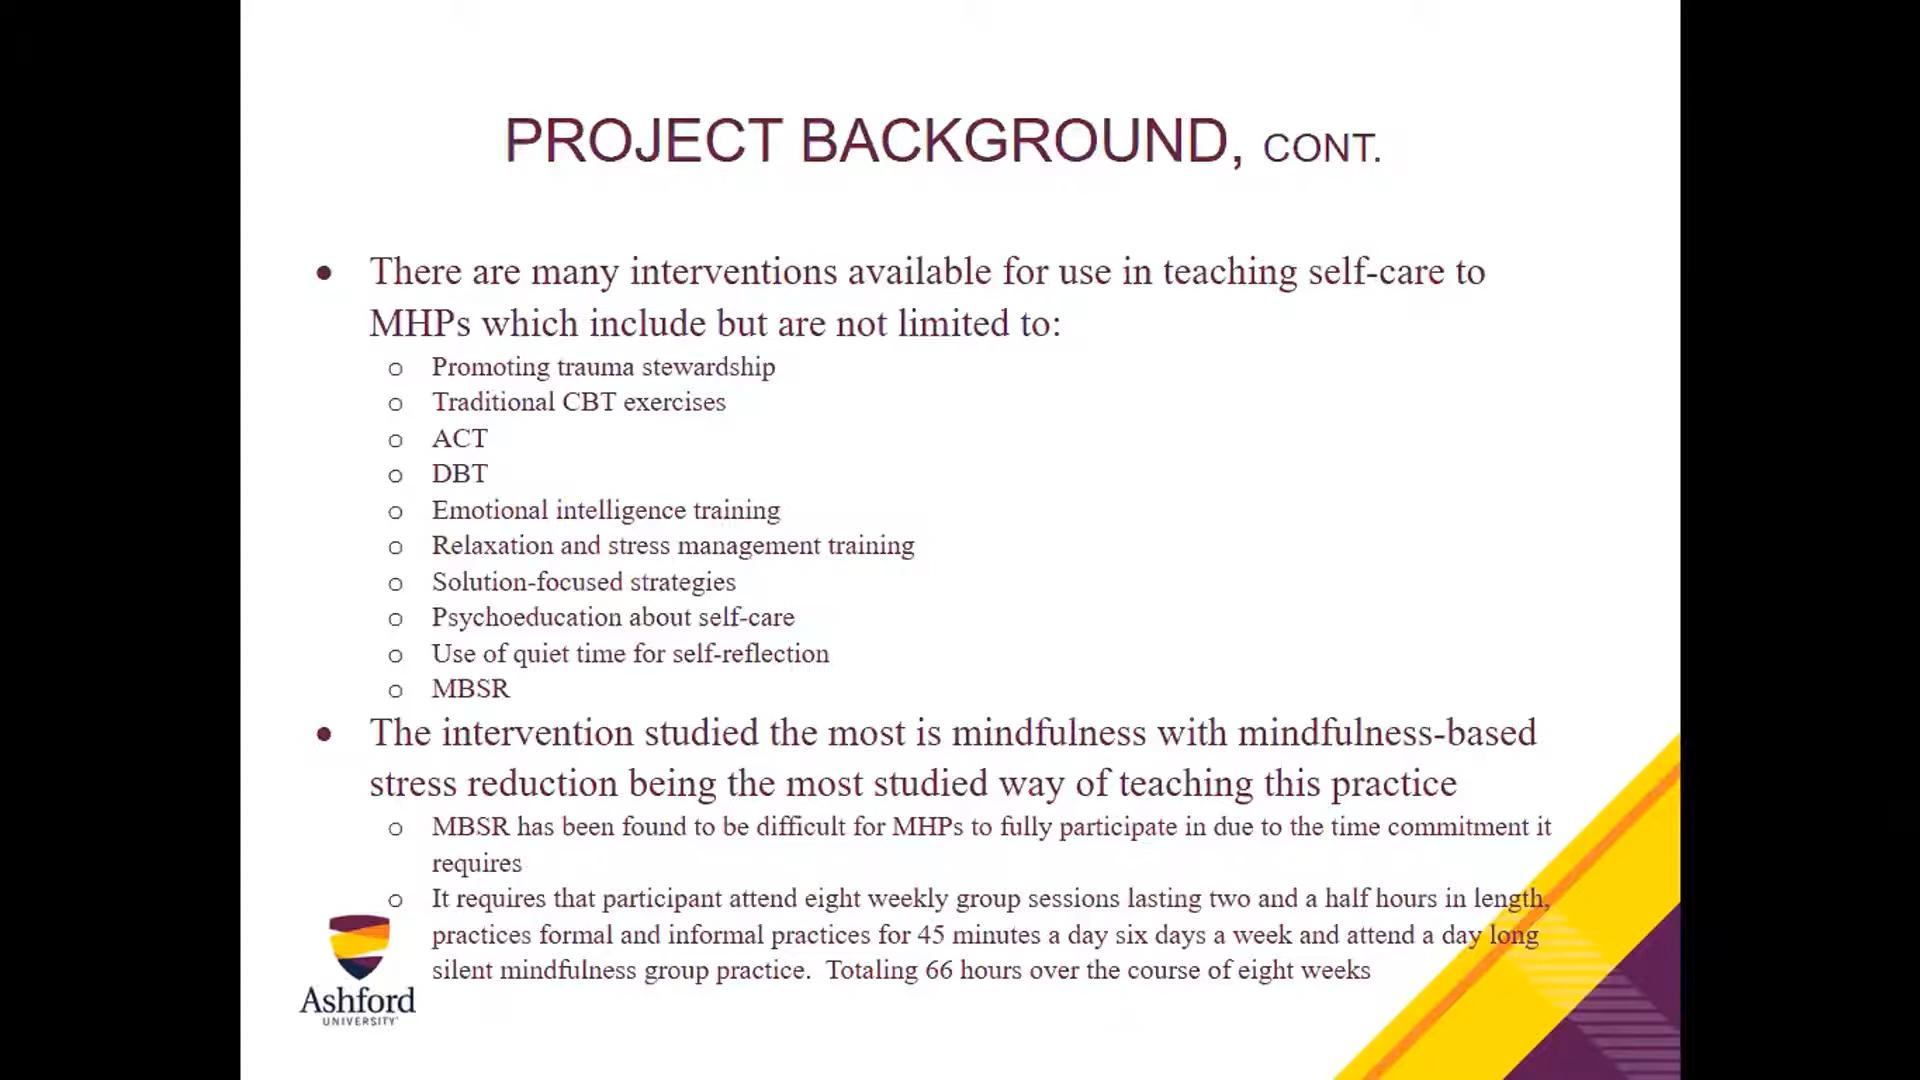 PROJECT BACKGROUND, CONT.
• There are many interventions available for use in teaching self-care to
MHPs which include but are not limited to:
o Promoting trauma stewardship
o Traditional CBT exercises
o ACT
o DBT
o Emotional intelligence training
o Relaxation and stress management training
o Solution-focused strategies
o Psychoeducation about self-care
o Use of quiet time for self-reflection
o MBSR
• The intervention studied the most is mindfulness with mindfulness-based
stress reduction being the most studied way of teaching this practice
o MBSR has been found to be difficult for MHPs to fully participate in due to the time commitment it
requires
o It requires that participant attend eight weekly group sessions lasting two and a half hours in length,
practices formal and informal practices for 45 minutes a day six days a week and attend a day long
silent mindfulness group practice.  Totaling 66 hours over the course of eight weeks
Ashford
UNIVERSITY